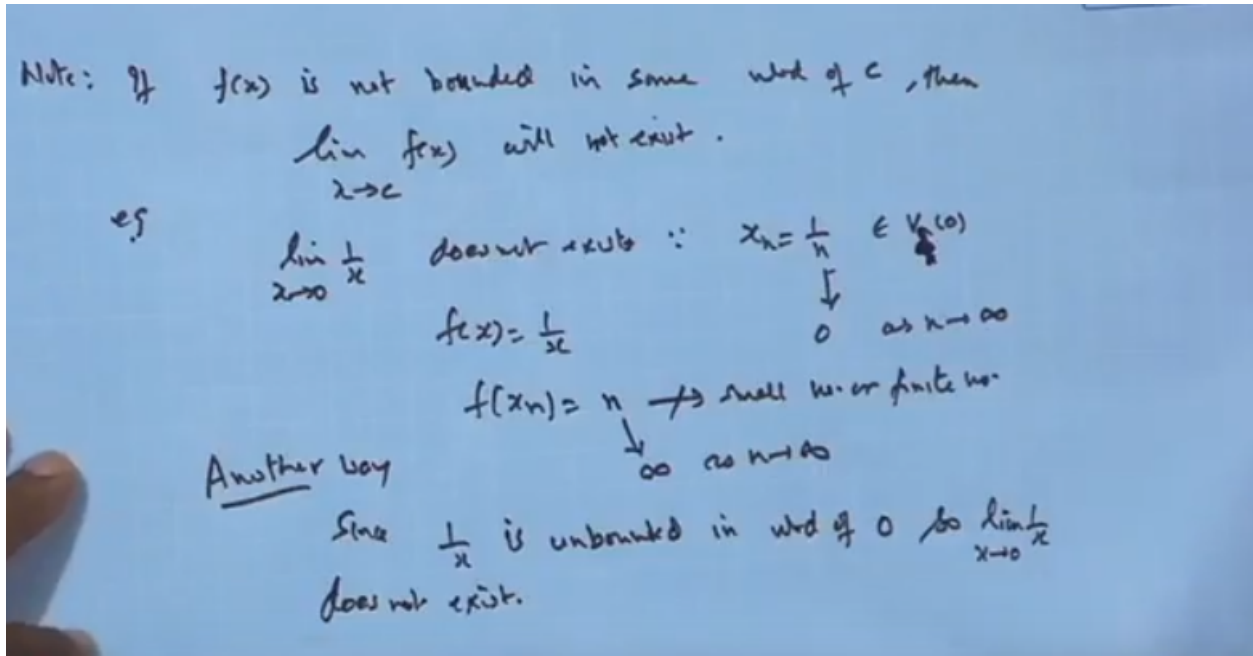 Note: If f(x) is not bounded in some nbd of c, then
lim f(x) will not exist.
x→c
eg lim 1/x does not exists ∵ xₙ = 1/n ∈ V (0)
x→0
↓
f(x) = 1/x 0 as n→∞
f(xₙ) = n ↛ small no. or finite no.
↓
Another way ∞ as n→∞
Since 1/x is unbounded in nbd of 0 so lim 1/x
x→0
does not exist.